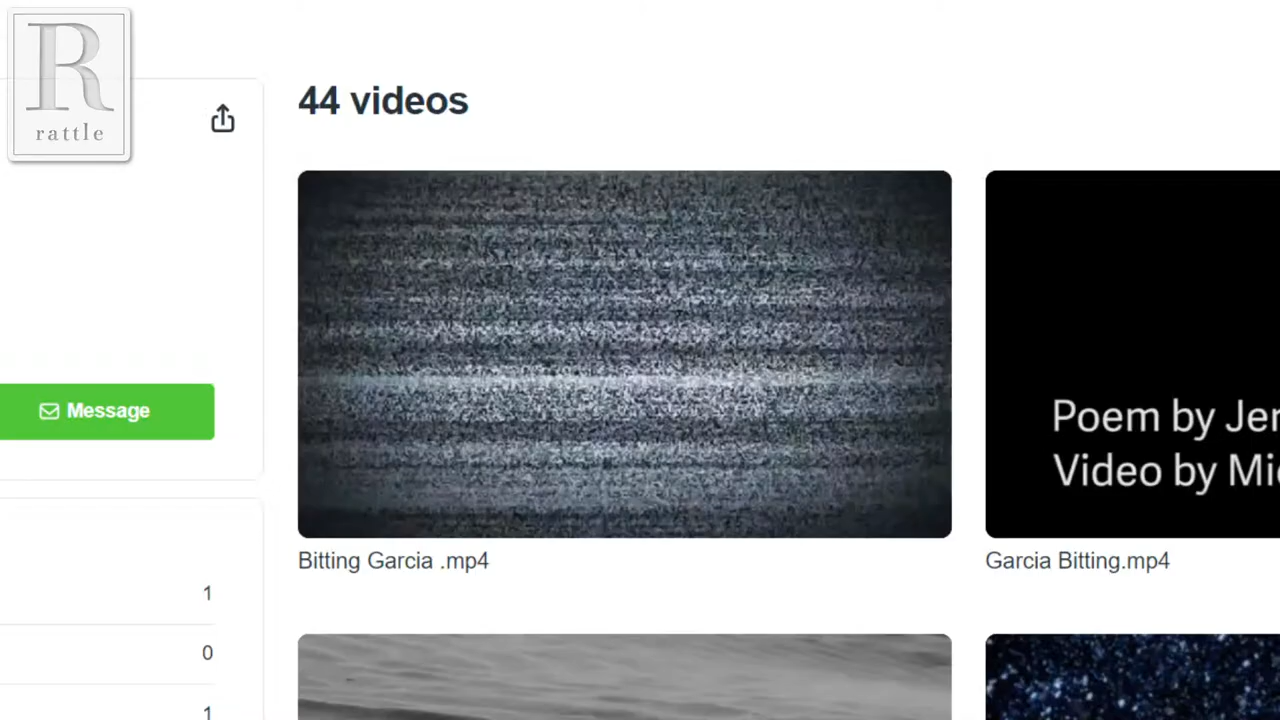 R
rattle
44 videos
Message
Poem by Jer
Video by Mi
Bitting Garcia .mp4
Garcia Bitting.mp4
1
0
1